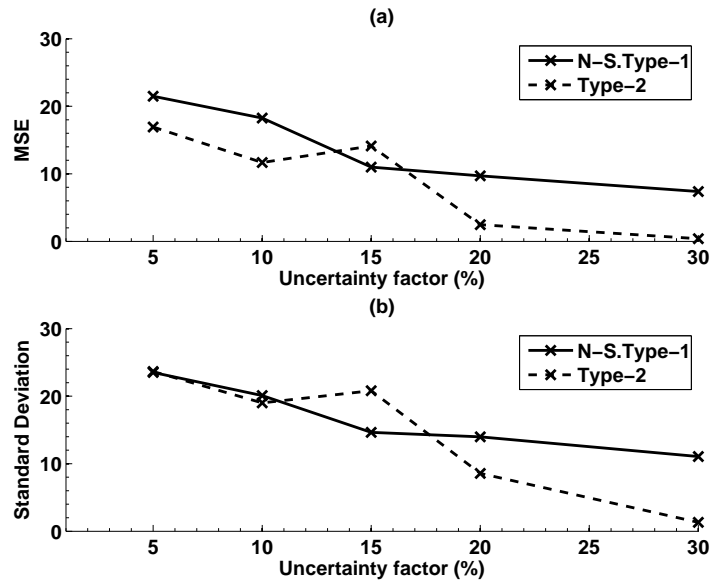 (a)
30
20
10
0
MSE
N−S.Type−1
Type−2
5 10 15 20 25 30
Uncertainty factor (%)
(b)
30
20
10
0
Standard Deviation
N−S.Type−1
Type−2
5 10 15 20 25 30
Uncertainty factor (%)